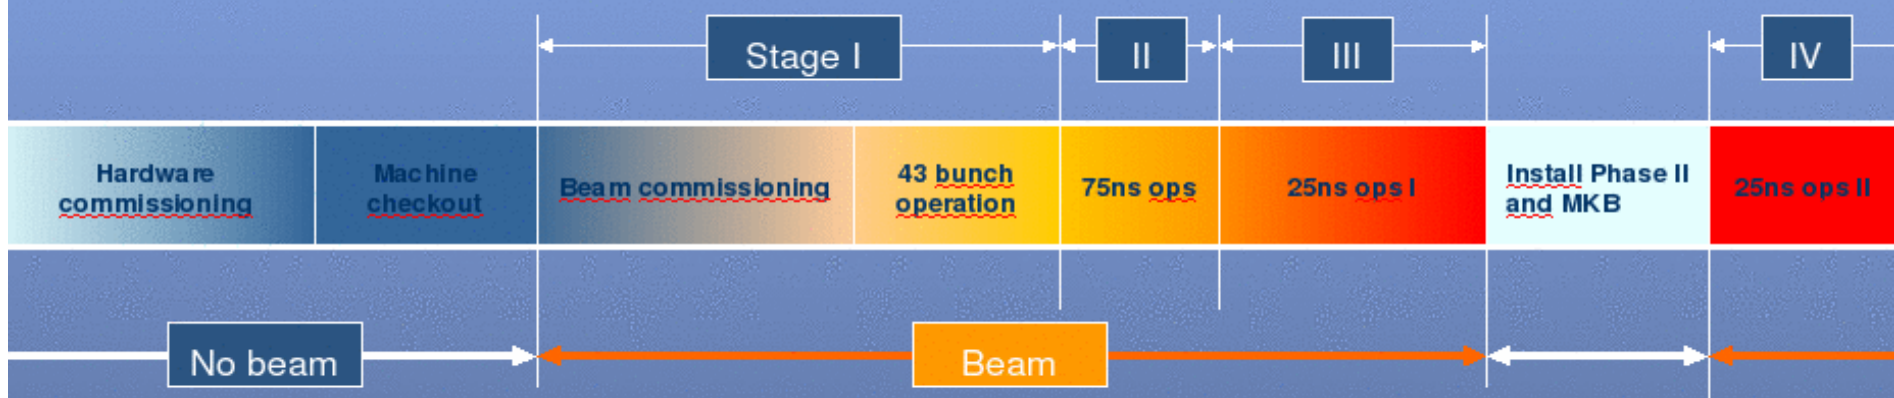 Stage I
II
III
IV
Hardware
commissioning
Machine
checkout
Beam commissioning
43 bunch
operation
75ns ops
25ns ops I
Install Phase II
and MKB
25ns ops II
No beam
Beam